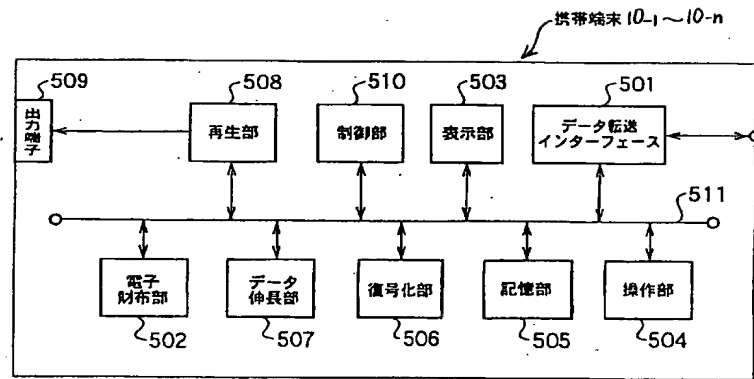 携帯端末 10-1～10-n
509
508
510
503
501
出力端子
再生部
制御部
表示部
データ転送
インターフェース
511
電子
財布部
データ
伸長部
復号化部
記憶部
操作部
502
507
506
505
504